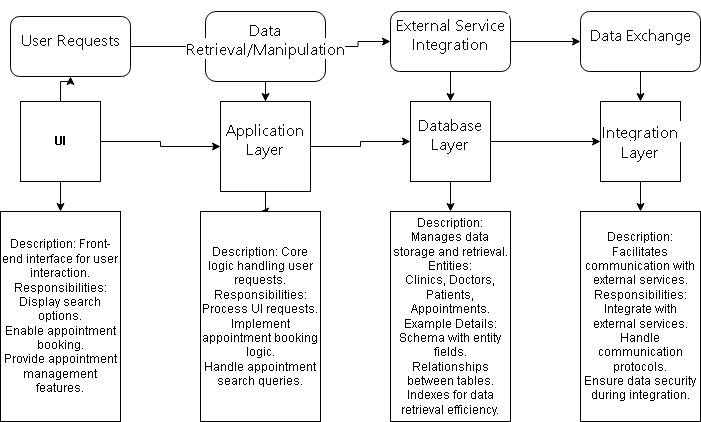 User Requests
Data
Retrieval/Manipulation
External Service
Integration
Data Exchange
UI
Application
Layer
Database
Layer
Integration
Layer
Description: Front-
end interface for user
interaction.
Responsibilities:
Display search
options.
Enable appointment
booking.
Provide appointment
management
features.
Description: Core
logic handling user
requests.
Responsibilities:
Process UI requests.
Implement
appointment booking
logic.
Handle appointment
search queries.
Description:
Manages data
storage and retrieval.
Entities:
Clinics, Doctors,
Patients,
Appointments.
Example Details:
Schema with entity
fields.
Relationships
between tables.
Indexes for data
retrieval efficiency.
Description:
Facilitates
communication with
external services.
Responsibilities:
Integrate with
external services.
Handle
communication
protocols.
Ensure data security
during integration.